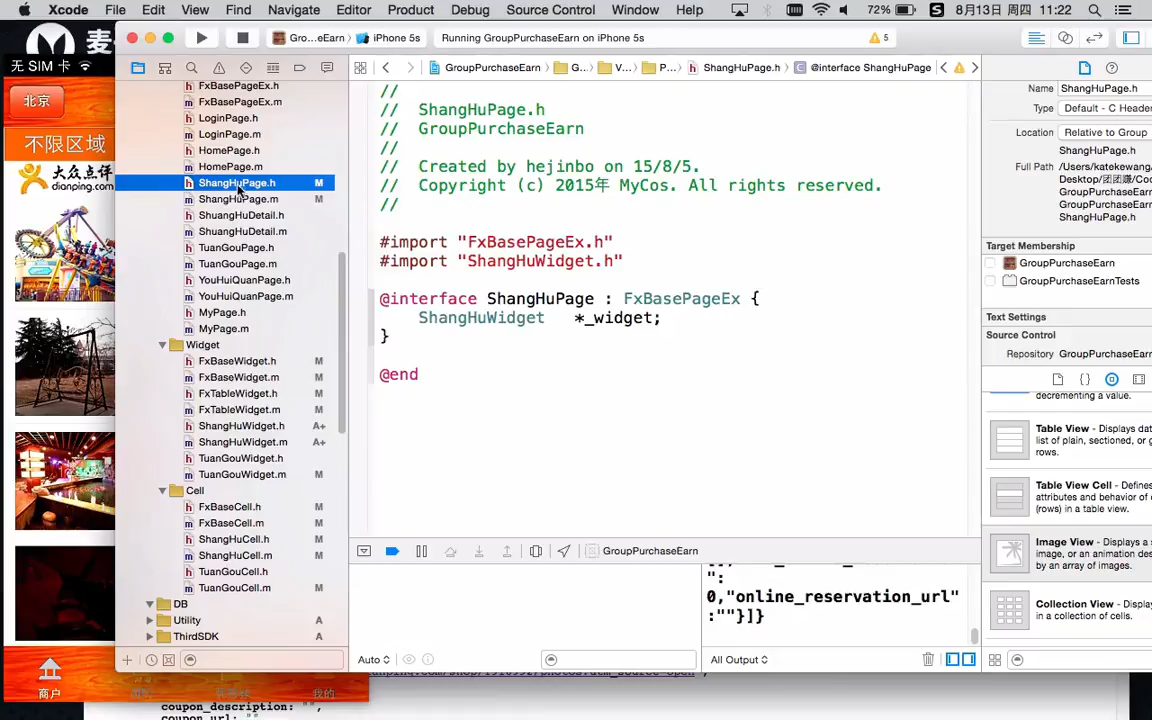 Xcode File Edit View Find Navigate Editor Product Debug Source Control Window Help 72% S 8月13日 周四 11:22
麦
无 SIM 卡
北京
不限区域
大众点评
dianping.com
商户
我的
Gro...eEarn iPhone 5s
Running GroupPurchaseEarn on iPhone 5s
5
GroupPurchaseEarn G... V... P... ShangHuPage.h @interface ShangHuPage
FxBasePageEx.h
FxBasePageEx.m
LoginPage.h
LoginPage.m
HomePage.h
HomePage.m
ShangHuPage.h M
ShangHuPage.m M
ShuangHuDetail.h
ShuangHuDetail.m
TuanGouPage.h
TuanGouPage.m
YouHuiQuanPage.h
YouHuiQuanPage.m
MyPage.h
MyPage.m
Widget
FxBaseWidget.h M
FxBaseWidget.m M
FxTableWidget.h M
FxTableWidget.m M
ShangHuWidget.h A+
ShangHuWidget.m A+
TuanGouWidget.h
TuanGouWidget.m M
Cell
FxBaseCell.h M
FxBaseCell.m M
ShangHuCell.h M
ShangHuCell.m M
TuanGouCell.h
TuanGouCell.m M
DB
Utility A
ThirdSDK A
//
// ShangHuPage.h
// GroupPurchaseEarn
//
// Created by hejinbo on 15/8/5.
// Copyright (c) 2015年 MyCos. All rights reserved.
//
#import "FxBasePageEx.h"
#import "ShangHuWidget.h"
@interface ShangHuPage : FxBasePageEx {
ShangHuWidget *_widget;
}
@end
GroupPurchaseEarn
":
0,"online_reservation_url"
:""}]}
Auto
All Output
Name ShangHuPage.h
Type Default - C Header
Location Relative to Group
ShangHuPage.h
Full Path /Users/katekewang/
GroupPurchaseEarn
GroupPurchaseEarn
ShangHuPage.h
Target Membership
GroupPurchaseEarn
GroupPurchaseEarnTests
Text Settings
Source Control
Repository GroupPurchaseEarn
decrementing a value.
Table View - Displays data
list of plain, sectioned, or g
rows.
Table View Cell - Defines
attributes and behavior of c
(rows) in a table view.
Image View - Displays a s
image, or an animation des
by an array of images.
Collection View - Display
in a collection of cells.
coupon_description: "",
coupon_url: ""